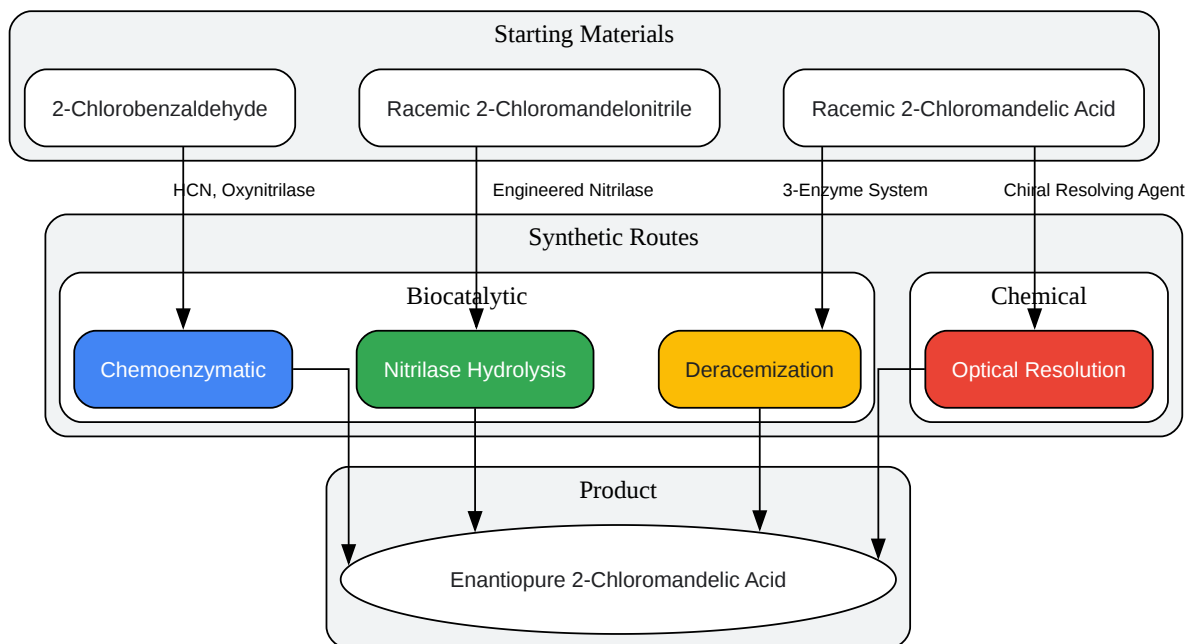 Starting Materials
2-Chlorobenzaldehyde
Racemic 2-Chloromandelonitrile
Racemic 2-Chloromandelic Acid
HCN, Oxynitrilase
Engineered Nitrilase
3-Enzyme System
Chiral Resolving Agent
Synthetic Routes
Biocatalytic
Chemical
Chemoenzymatic
Nitrilase Hydrolysis
Deracemization
Optical Resolution
Product
Enantiopure 2-Chloromandelic Acid